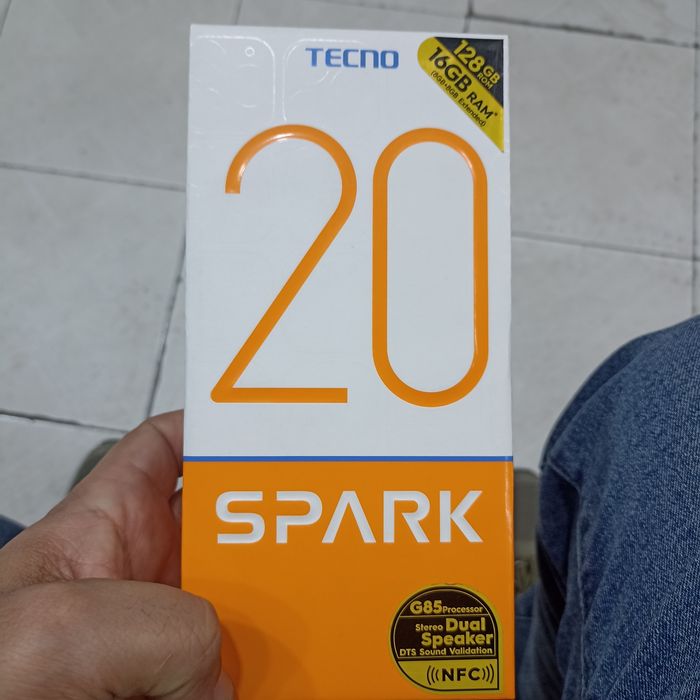 TECNO
128GB ROM
16GB RAM*
(8GB+8GB Extended)
20
SPARK
G85 Processor
Stereo Dual
Speaker
DTS Sound Validation
NFC